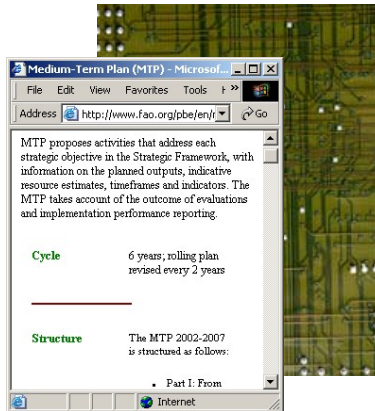 Medium-Term Plan (MTP) - Microsof...
File Edit View Favorites Tools »
Address http://www.fao.org/pbe/en/ Go
MTP proposes activities that address each
strategic objective in the Strategic Framework, with
information on the planned outputs, indicative
resource estimates, timeframes and indicators. The
MTP takes account of the outcome of evaluations
and implementation performance reporting.
Cycle 6 years; rolling plan
revised every 2 years
Structure The MTP 2002-2007
is structured as follows:
• Part I: From
Internet